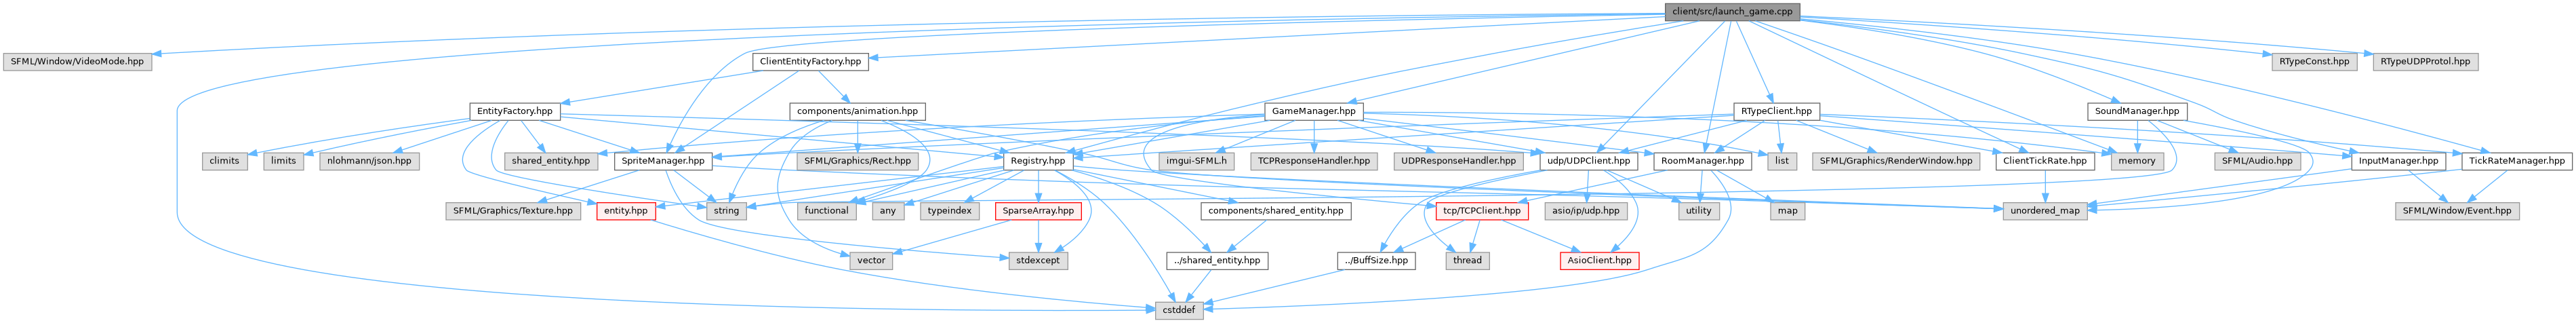 client/src/launch_game.cpp
SFML/Window/VideoMode.hpp
ClientEntityFactory.hpp
RTypeConst.hpp
RTypeUDPProtol.hpp
EntityFactory.hpp
components/animation.hpp
GameManager.hpp
RTypeClient.hpp
SoundManager.hpp
climits
limits
nlohmann/json.hpp
shared_entity.hpp
SpriteManager.hpp
SFML/Graphics/Rect.hpp
Registry.hpp
imgui-SFML.h
TCPResponseHandler.hpp
UDPResponseHandler.hpp
udp/UDPClient.hpp
RoomManager.hpp
list
SFML/Graphics/RenderWindow.hpp
ClientTickRate.hpp
memory
SFML/Audio.hpp
InputManager.hpp
TickRateManager.hpp
SFML/Graphics/Texture.hpp
entity.hpp
string
functional
any
typeindex
SparseArray.hpp
components/shared_entity.hpp
tcp/TCPClient.hpp
asio/ip/udp.hpp
utility
map
unordered_map
SFML/Window/Event.hpp
vector
stdexcept
../shared_entity.hpp
../BuffSize.hpp
thread
AsioClient.hpp
cstddef